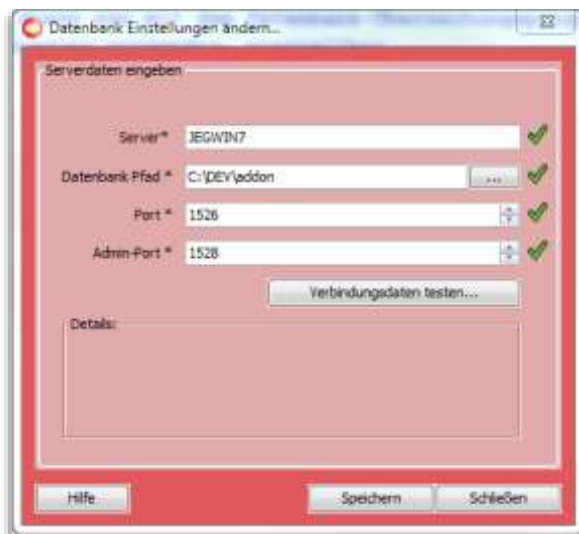 Datenbank Einstellungen ändern...
Serverdaten eingeben
Server* JEGWIN7
Datenbank Pfad * C:\DEV\addon ...
Port * 1526
Admin-Port * 1528
Verbindungsdaten testen...
Details:
Hilfe Speichern Schließen